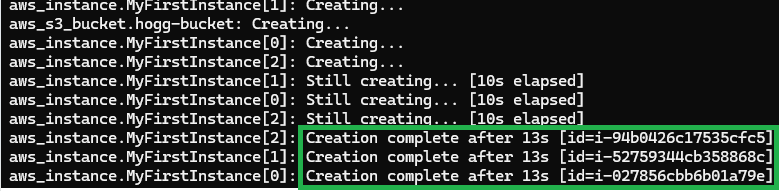 aws_instance.MyFirstInstance[1]: Creating...
aws_s3_bucket.hogg-bucket: Creating...
aws_instance.MyFirstInstance[0]: Creating...
aws_instance.MyFirstInstance[2]: Creating...
aws_instance.MyFirstInstance[1]: Still creating... [10s elapsed]
aws_instance.MyFirstInstance[0]: Still creating... [10s elapsed]
aws_instance.MyFirstInstance[2]: Still creating... [10s elapsed]
aws_instance.MyFirstInstance[2]: Creation complete after 13s [id=i-94b0426c17535cfc5]
aws_instance.MyFirstInstance[1]: Creation complete after 13s [id=i-52759344cb358868c]
aws_instance.MyFirstInstance[0]: Creation complete after 13s [id=i-027856cbb6b01a79e]